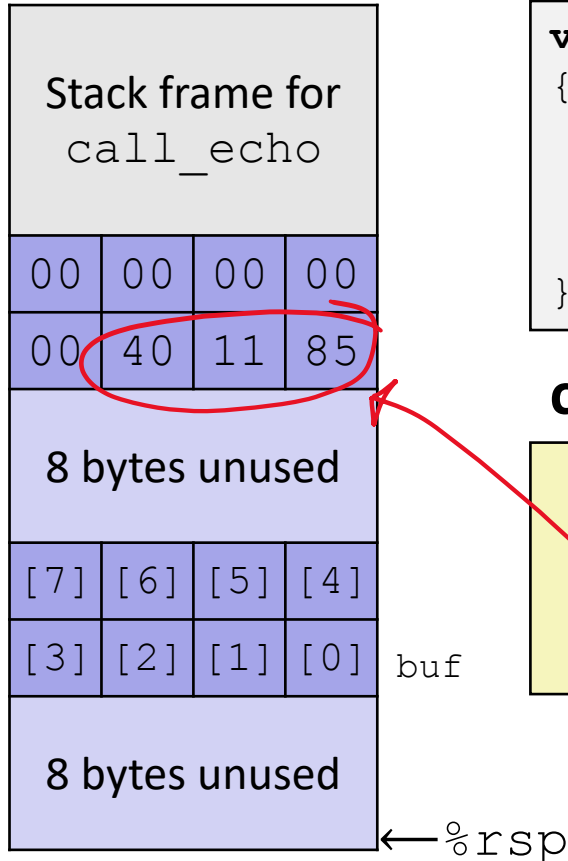 Stack frame for
call_echo
00 00 00 00
00 40 11 85
8 bytes unused
[7] [6] [5] [4]
[3] [2] [1] [0] buf
8 bytes unused
←%rsp
v
{
}